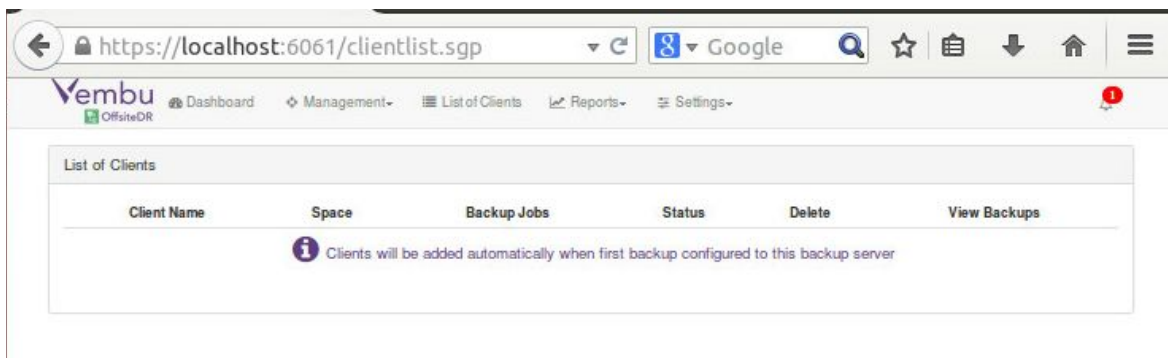 https://localhost:6061/clientlist.sgp 8 Google
Vembu
OffsiteDR
Dashboard Management List of Clients Reports Settings 1
List of Clients
Client Name Space Backup Jobs Status Delete View Backups
Clients will be added automatically when first backup configured to this backup server